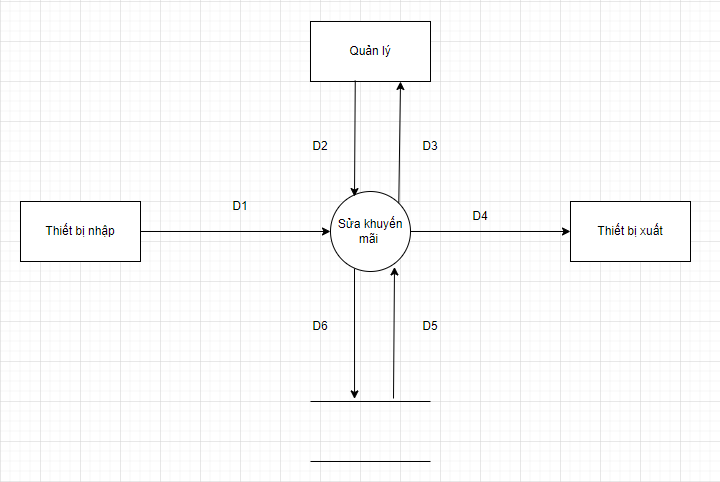 Quản lý
D2
D3
D1
Thiết bị nhập
Sửa khuyến
mãi
D4
Thiết bị xuất
D6
D5